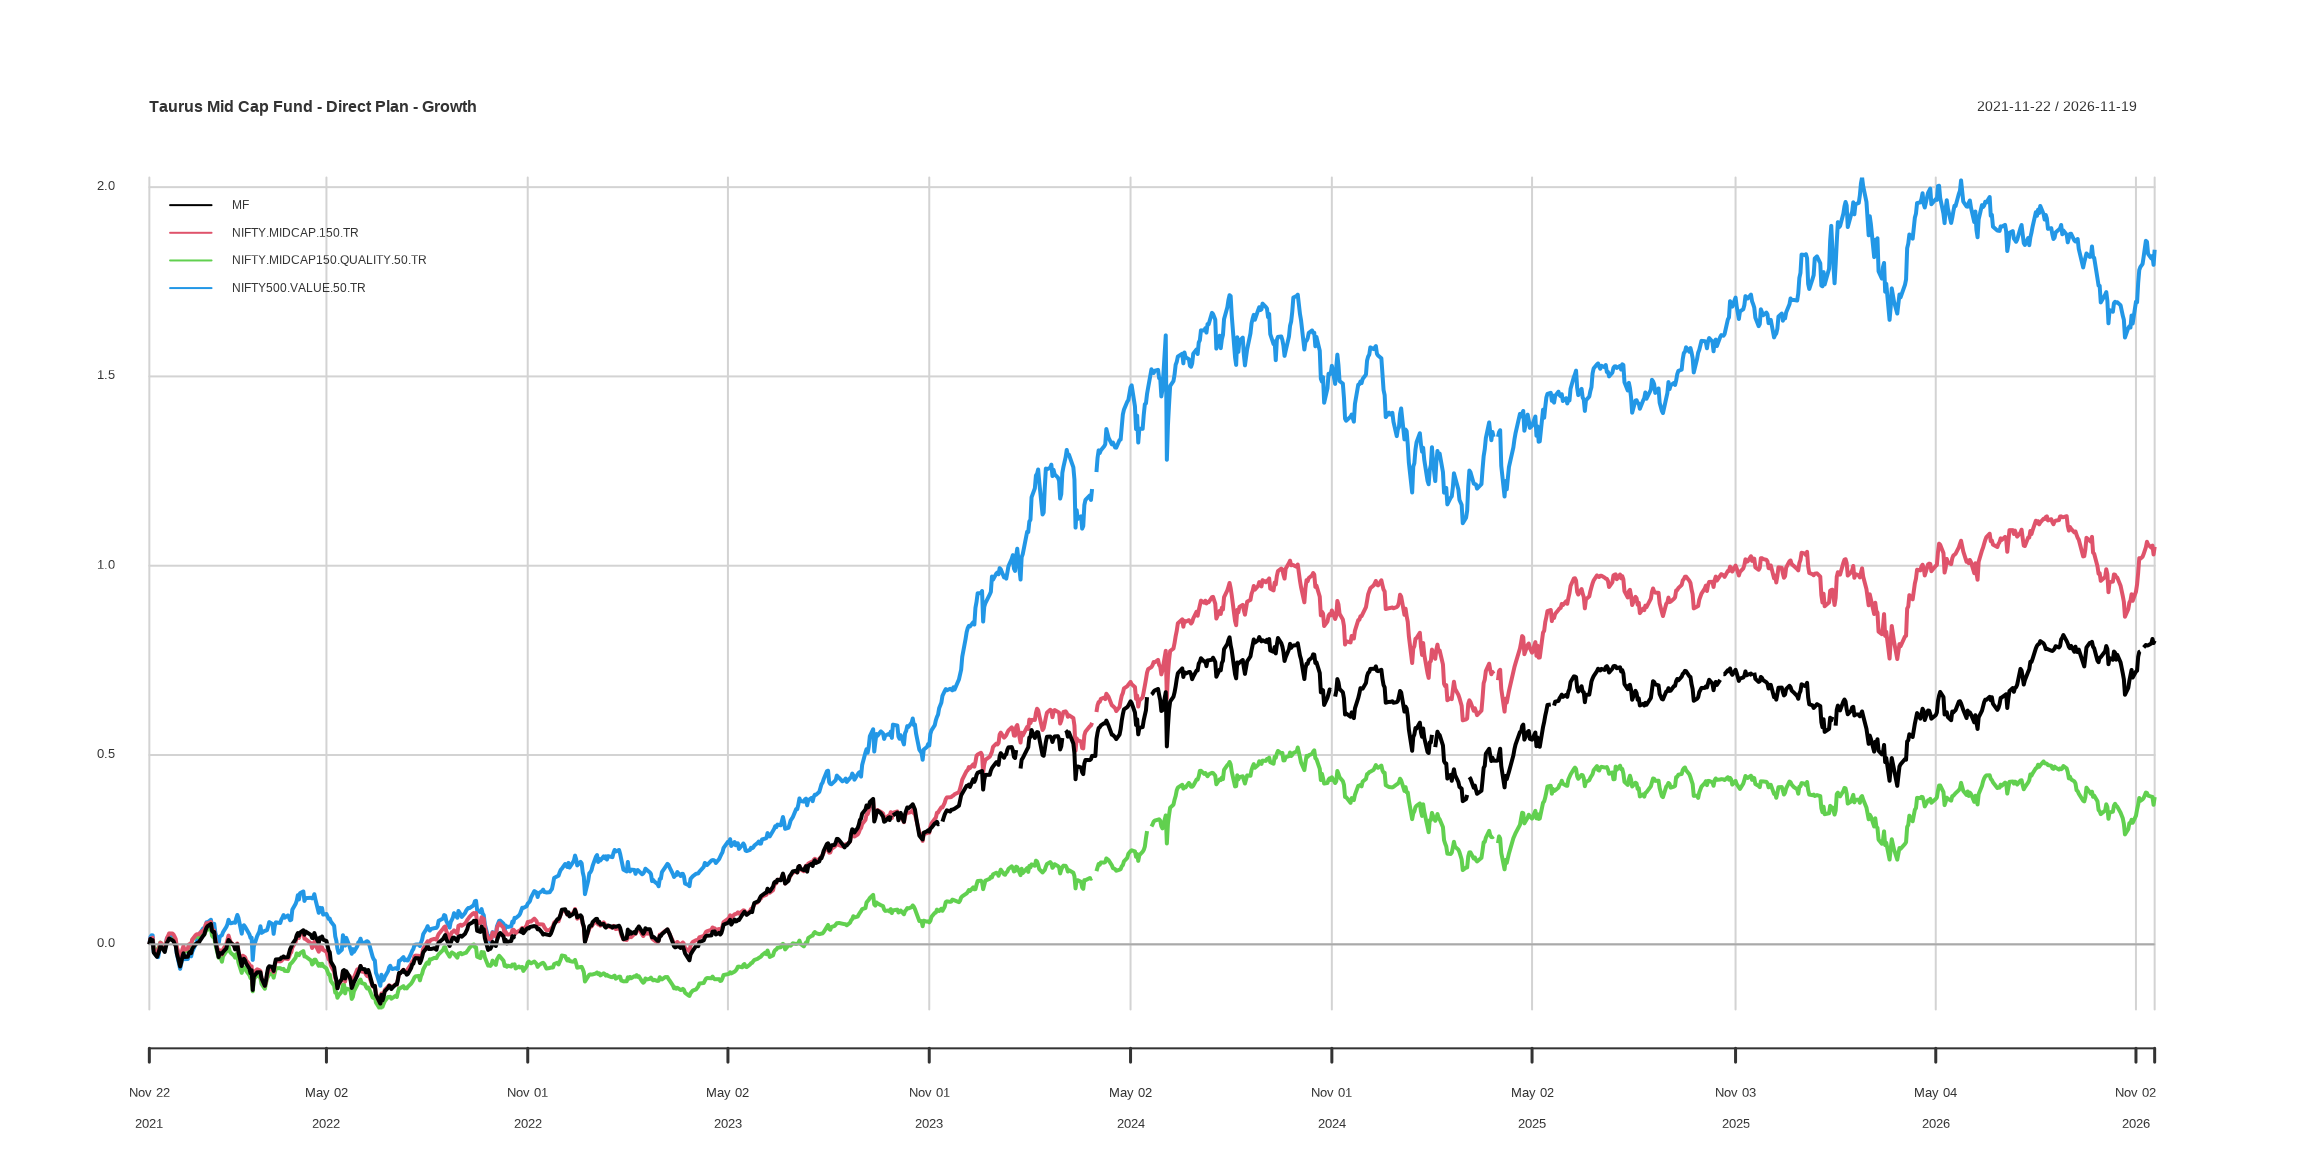 Taurus Mid Cap Fund - Direct Plan - Growth
2021-11-22 / 2026-11-19
2.0
1.5
1.0
0.5
0.0
MF
NIFTY.MIDCAP.150.TR
NIFTY.MIDCAP150.QUALITY.50.TR
NIFTY500.VALUE.50.TR
Nov 22 May 02 Nov 01 May 02 Nov 01 May 02 Nov 01 May 02 Nov 03 May 04 Nov 02
2021 2022 2022 2023 2023 2024 2024 2025 2025 2026 2026